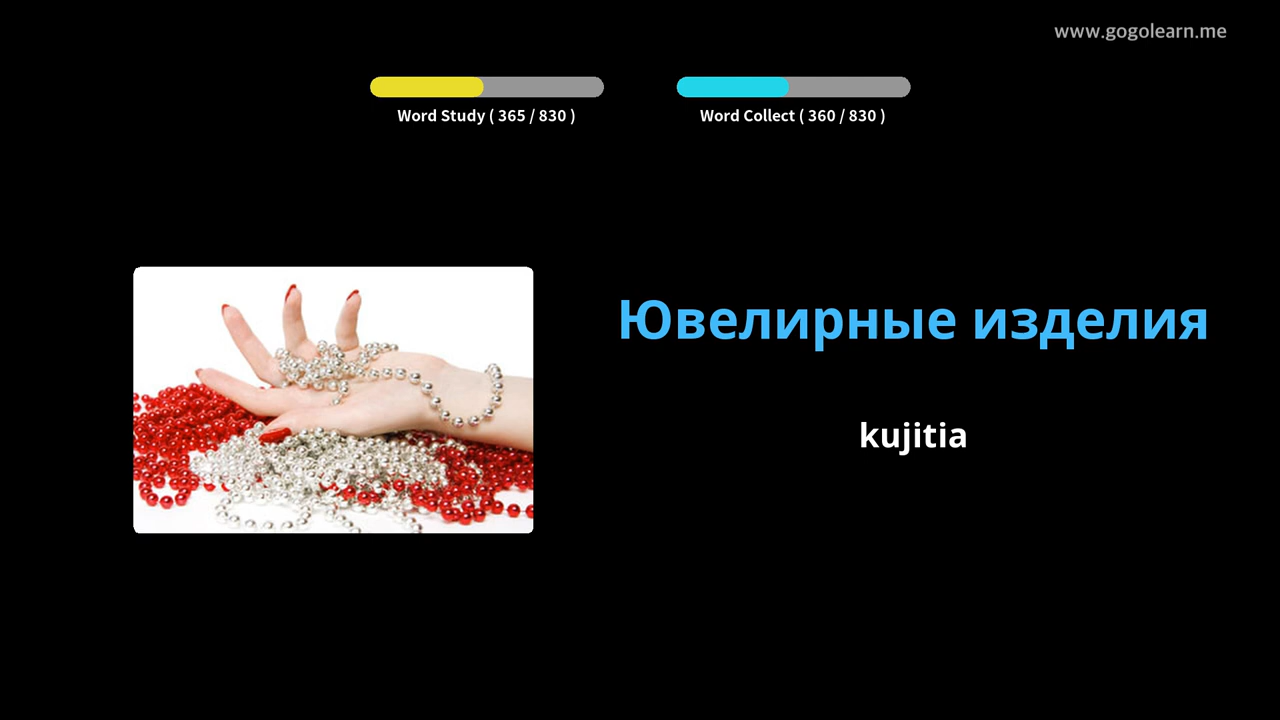 www.gogolearn.me
Word Study ( 365 / 830 )
Word Collect ( 360 / 830 )
Ювелирные изделия
kujitia